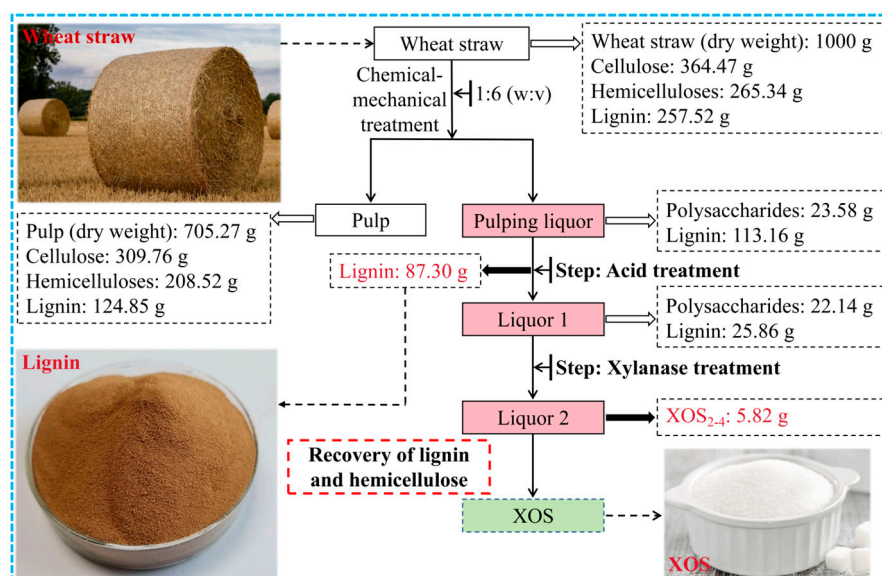 Wheat straw
Wheat straw
Wheat straw (dry weight): 1000 g
Cellulose: 364.47 g
Hemicelluloses: 265.34 g
Lignin: 257.52 g
Chemical-
mechanical
treatment
1:6 (w:v)
Pulp
Pulping liquor
Pulp (dry weight): 705.27 g
Cellulose: 309.76 g
Hemicelluloses: 208.52 g
Lignin: 124.85 g
Polysaccharides: 23.58 g
Lignin: 113.16 g
Lignin: 87.30 g
Step: Acid treatment
Liquor 1
Polysaccharides: 22.14 g
Lignin: 25.86 g
Lignin
Step: Xylanase treatment
Liquor 2
XOS₂₋₄: 5.82 g
Recovery of lignin
and hemicellulose
XOS
XOS